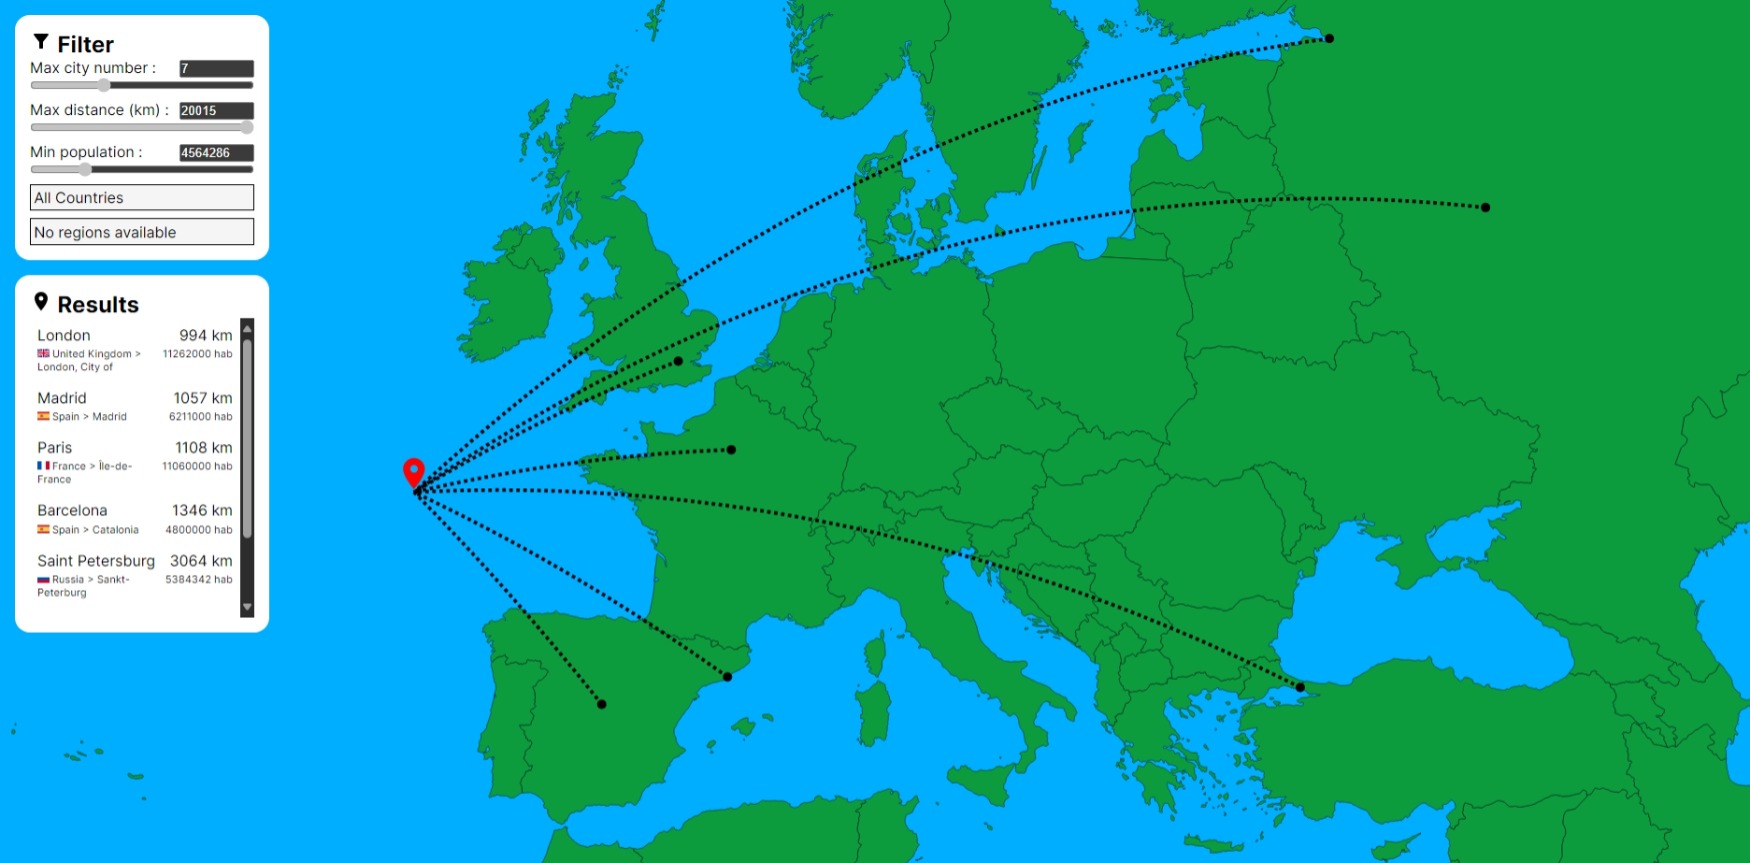 Filter
Max city number : 7
Max distance (km) : 20015
Min population : 4564286
All Countries
No regions available
Results
London 994 km
United Kingdom > 11262000 hab
London, City of
Madrid 1057 km
Spain > Madrid 6211000 hab
Paris 1108 km
France > Île-de- 11060000 hab
France
Barcelona 1346 km
Spain > Catalonia 4800000 hab
Saint Petersburg 3064 km
Russia > Sankt- 5384342 hab
Peterburg